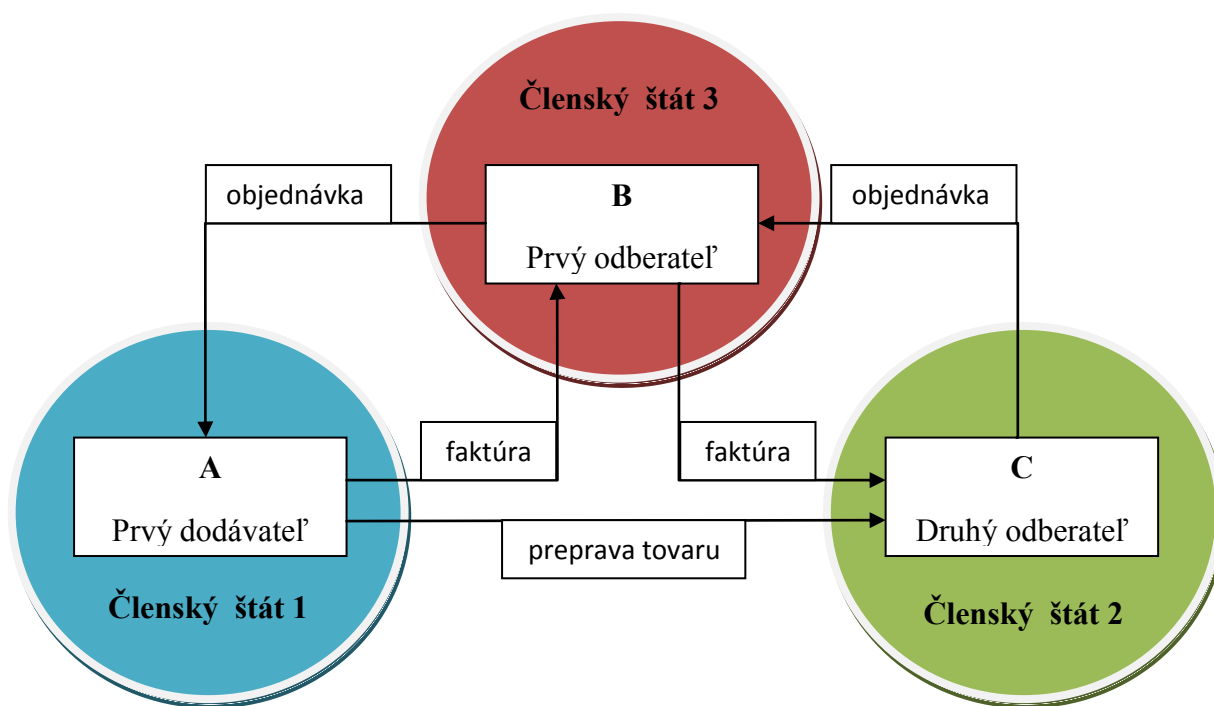 Členský štát 3
objednávka
B
Prvý odberateľ
objednávka
A
Prvý dodávateľ
Členský štát 1
faktúra
faktúra
preprava tovaru
C
Druhý odberateľ
Členský štát 2